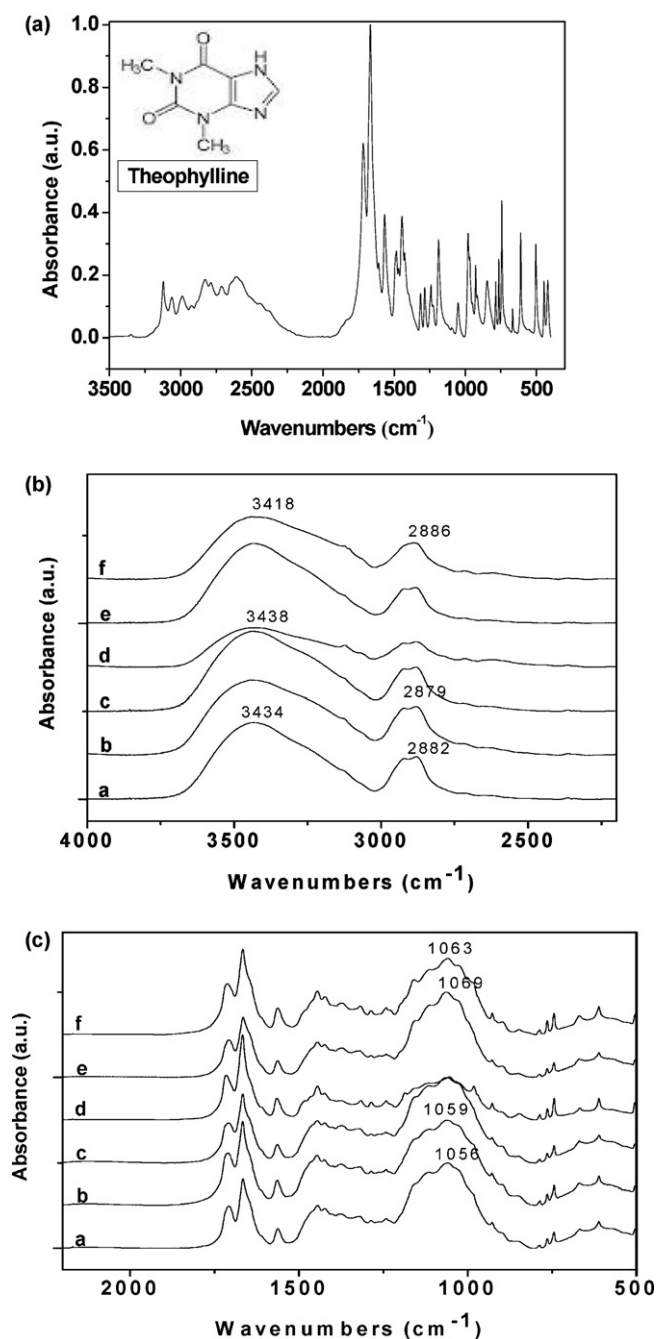 (a)
1.0
0.8
0.6
0.4
0.2
0.0
Absorbance (a.u.)
O
H
H₃C
N
N
O
N
N
CH₃
Theophylline
3500 3000 2500 2000 1500 1000 500
Wavenumbers (cm⁻¹)
(b)
Absorbance (a.u.)
3418
2886
f
e
3438
d
c
2879
b
3434
2882
a
4000 3500 3000 2500
Wavenumbers (cm⁻¹)
(c)
Absorbance (a.u.)
1063
1069
f
e
d
c
1059
b
1056
a
2000 1500 1000 500
Wavenumbers (cm⁻¹)